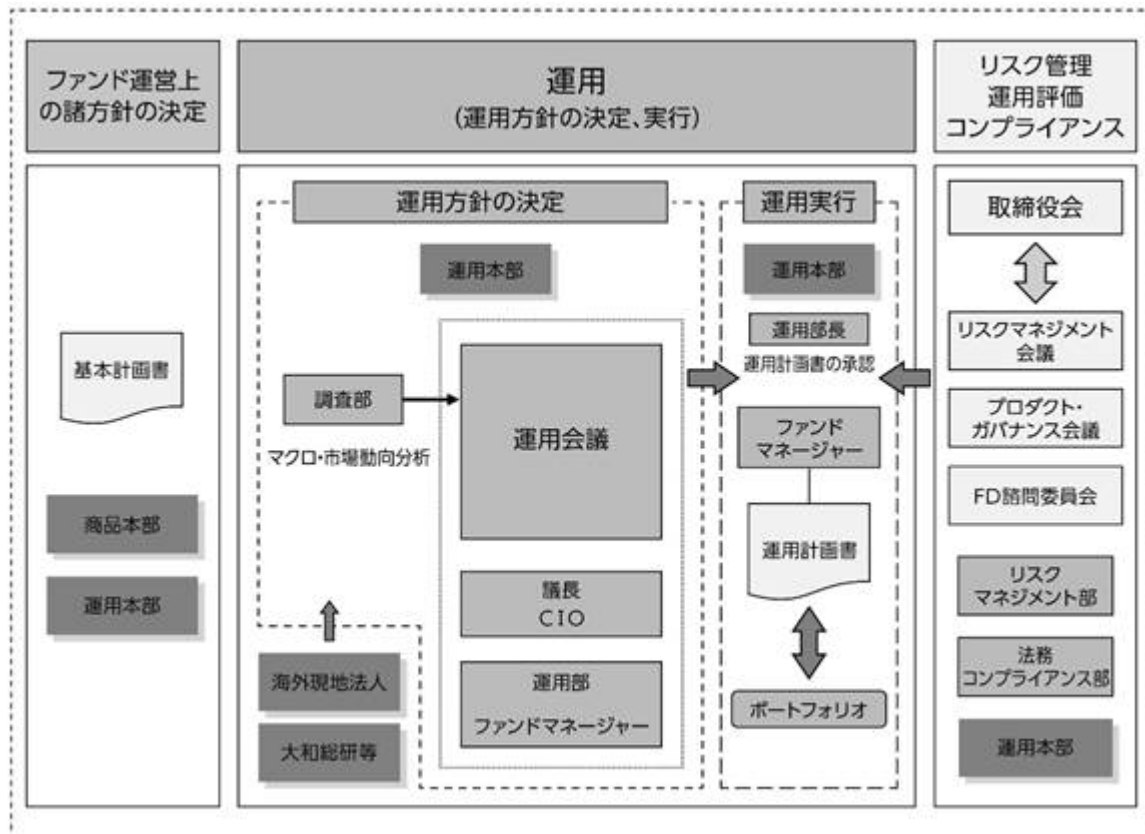 ファンド運営上
の諸方針の決定
運用
(運用方針の決定、実行)
リスク管理
運用評価
コンプライアンス
基本計画書
商品本部
運用本部
運用方針の決定
運用本部
調査部
マクロ・市場動向分析
運用会議
議長
CIO
運用部
ファンドマネージャー
海外現地法人
大和総研等
運用実行
運用本部
運用部長
運用計画書の承認
ファンド
マネージャー
運用計画書
ポートフォリオ
取締役会
リスクマネジメント
会議
プロダクト・
ガバナンス会議
FD諮問委員会
リスク
マネジメント部
法務
コンプライアンス部
運用本部